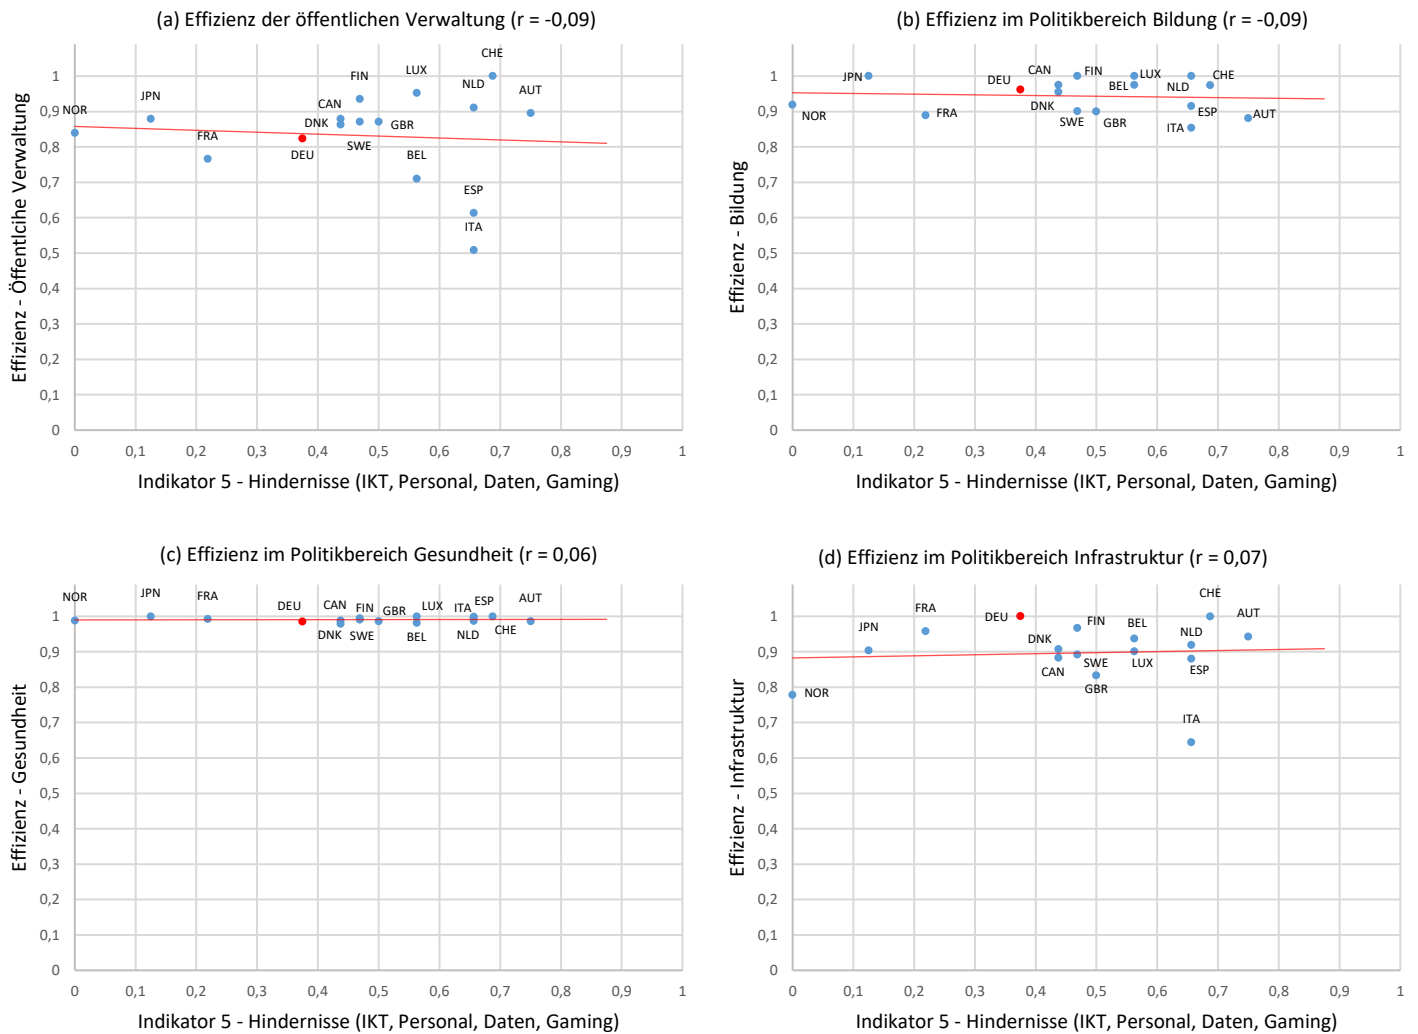 (a) Effizienz der öffentlichen Verwaltung (r = -0,09)
CHE
FIN
LUX
NLD
1
NOR
JPN
CAN
AUT
0,9
DNK
GBR
0,8
FRA
DEU
SWE
BEL
0,7
ESP
0,6
ITA
0,5
0,4
0,3
0,2
0,1
0
0 0,1 0,2 0,3 0,4 0,5 0,6 0,7 0,8 0,9 1
Effizienz - Öffentlcihe Verwaltung
Indikator 5 - Hindernisse (IKT, Personal, Daten, Gaming)
(b) Effizienz im Politikbereich Bildung (r = -0,09)
1
JPN
DEU
CAN
FIN
LUX
BEL
NLD
CHE
0,9
NOR
FRA
DNK
SWE
GBR
ESP
ITA
AUT
0,8
0,7
0,6
0,5
0,4
0,3
0,2
0,1
0
0 0,1 0,2 0,3 0,4 0,5 0,6 0,7 0,8 0,9 1
Effizienz - Bildung
Indikator 5 - Hindernisse (IKT, Personal, Daten, Gaming)
(c) Effizienz im Politikbereich Gesundheit (r = 0,06)
NOR
JPN
FRA
DEU
CAN
FIN
GBR
LUX
ITA
ESP
AUT
1
DNK
SWE
BEL
NLD
CHE
0,9
0,8
0,7
0,6
0,5
0,4
0,3
0,2
0,1
0
0 0,1 0,2 0,3 0,4 0,5 0,6 0,7 0,8 0,9 1
Effizienz - Gesundheit
Indikator 5 - Hindernisse (IKT, Personal, Daten, Gaming)
(d) Effizienz im Politikbereich Infrastruktur (r = 0,07)
CHE
1
JPN
FRA
DEU
DNK
FIN
BEL
NLD
AUT
0,9
CAN
SWE
LUX
ESP
0,8
NOR
GBR
0,7
ITA
0,6
0,5
0,4
0,3
0,2
0,1
0
0 0,1 0,2 0,3 0,4 0,5 0,6 0,7 0,8 0,9 1
Effizienz - Infrastruktur
Indikator 5 - Hindernisse (IKT, Personal, Daten, Gaming)